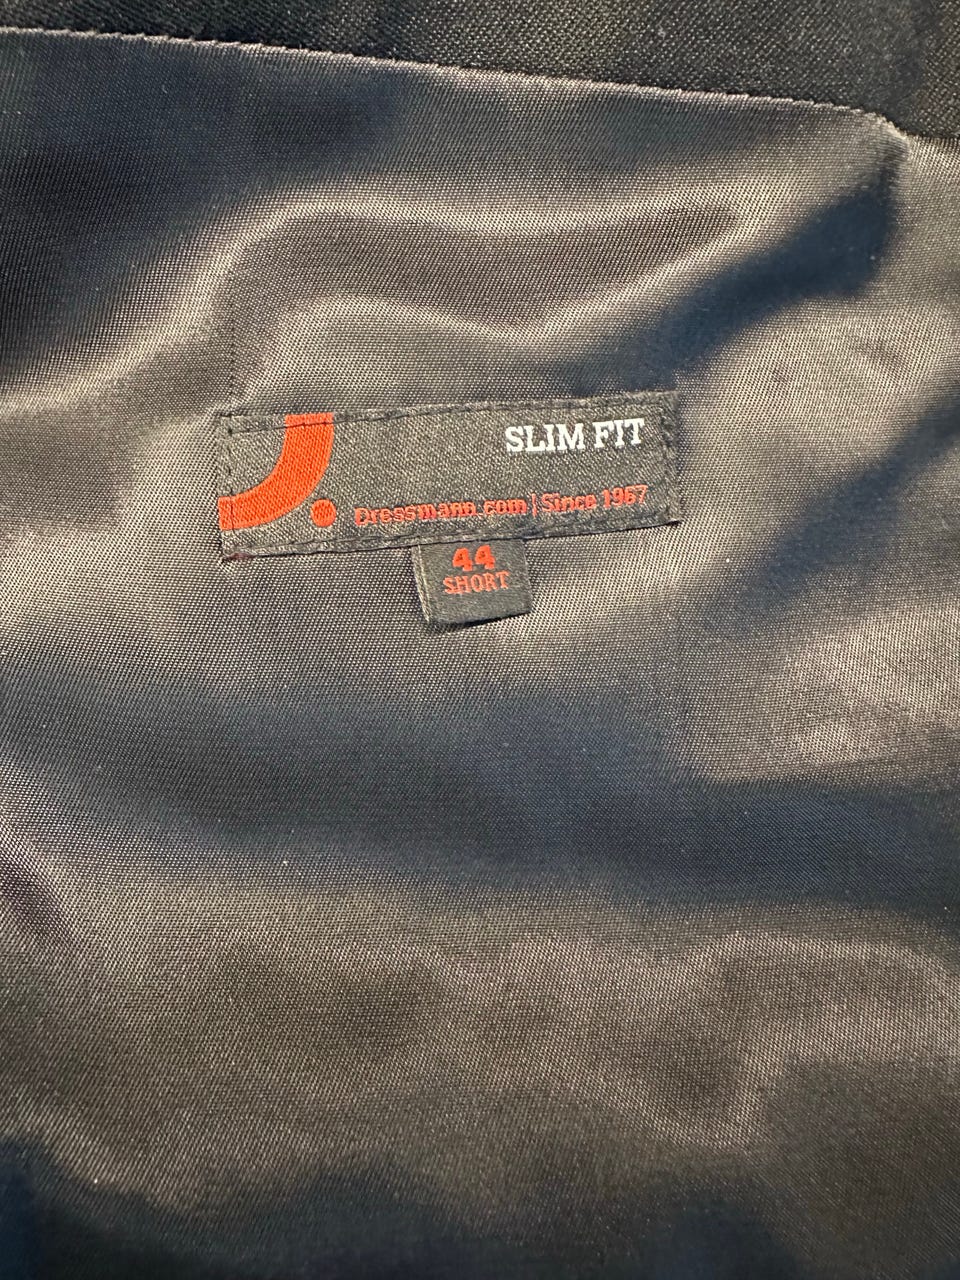 SLIM FIT
Dressmann.com | Since 1967
44
SHORT